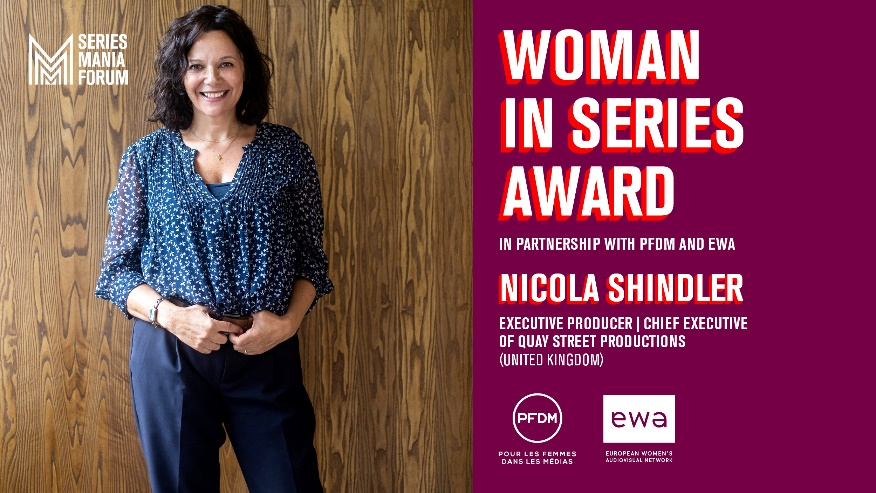 SERIES
MANIA
FORUM
WOMAN
IN SERIES
AWARD
IN PARTNERSHIP WITH PFDM AND EWA
NICOLA SHINDLER
EXECUTIVE PRODUCER | CHIEF EXECUTIVE
OF QUAY STREET PRODUCTIONS
(UNITED KINGDOM)
PFDM
POUR LES FEMMES
DANS LES MÉDIAS
ewa
EUROPEAN WOMEN'S
AUDIOVISUAL NETWORK